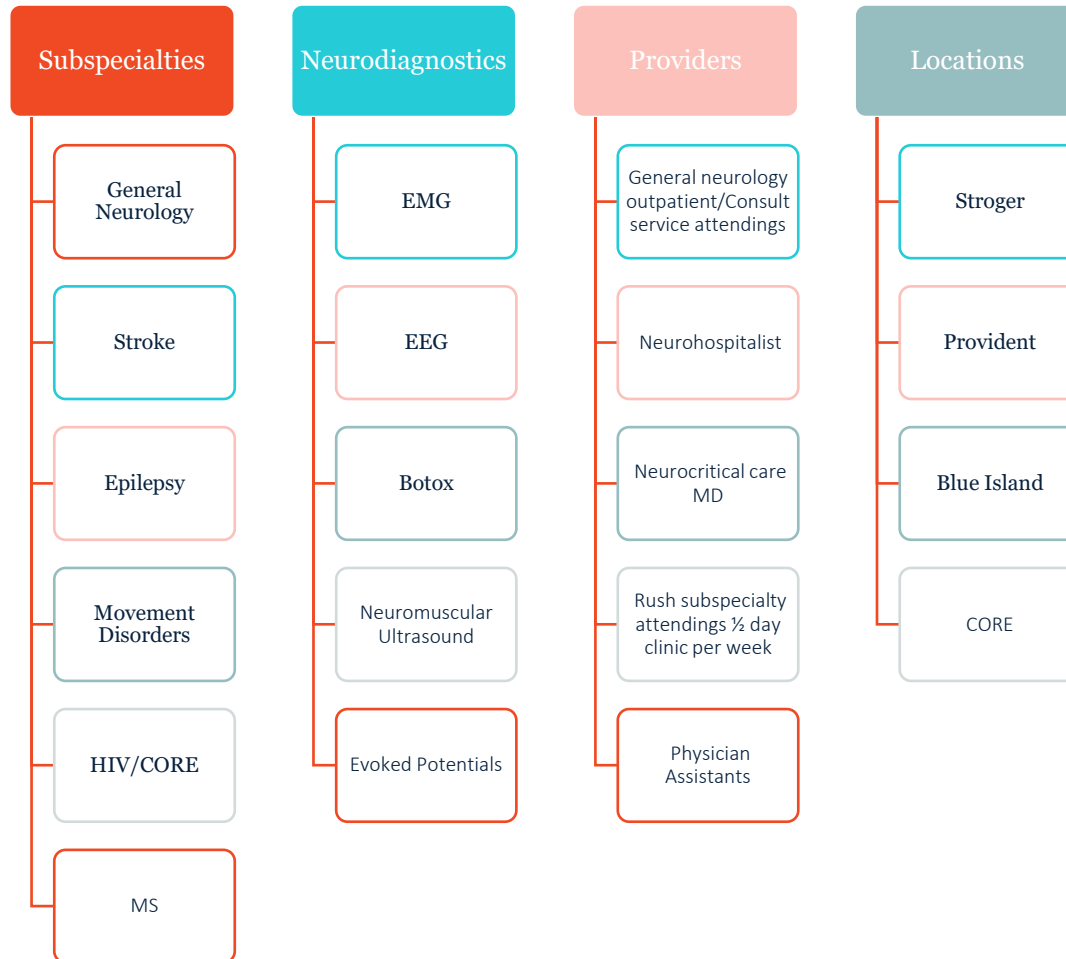 Subspecialties
General
Neurology
Stroke
Epilepsy
Movement
Disorders
HIV/CORE
MS
Neurodiagnostics
EMG
EEG
Botox
Neuromuscular
Ultrasound
Evoked Potentials
Providers
General neurology
outpatient/Consult
service attendings
Neurohospitalist
Neurocritical care
MD
Rush subspecialty
attendings ½ day
clinic per week
Physician
Assistants
Locations
Stroger
Provident
Blue Island
CORE